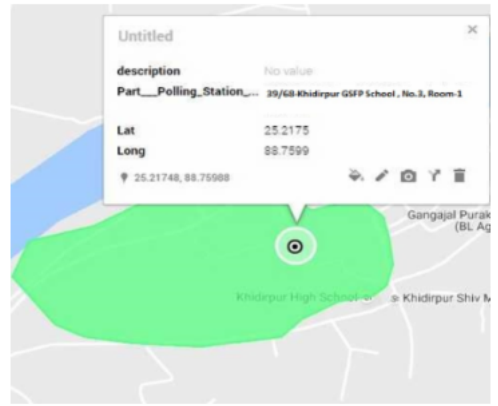 Untitled
description No value
Part___Polling_Station_... 39/68-Khidirpur GSFP School , No.3, Room-1
Lat 25.2175
Long 88.7599
25.21748, 88.75988
Gangajal Purak
(BL Ag
Khidirpur High School
Khidirpur Shiv M